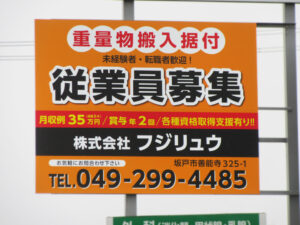 重量物搬入据付
未経験者・転職者歓迎！
従業員募集
月収例35万円/賞与年2回/各種資格取得支援有り!!
株式会社 フジリュウ
お気軽にお問合わせ下さい
坂戸市善能寺325-1
TEL.049-299-4485
外科